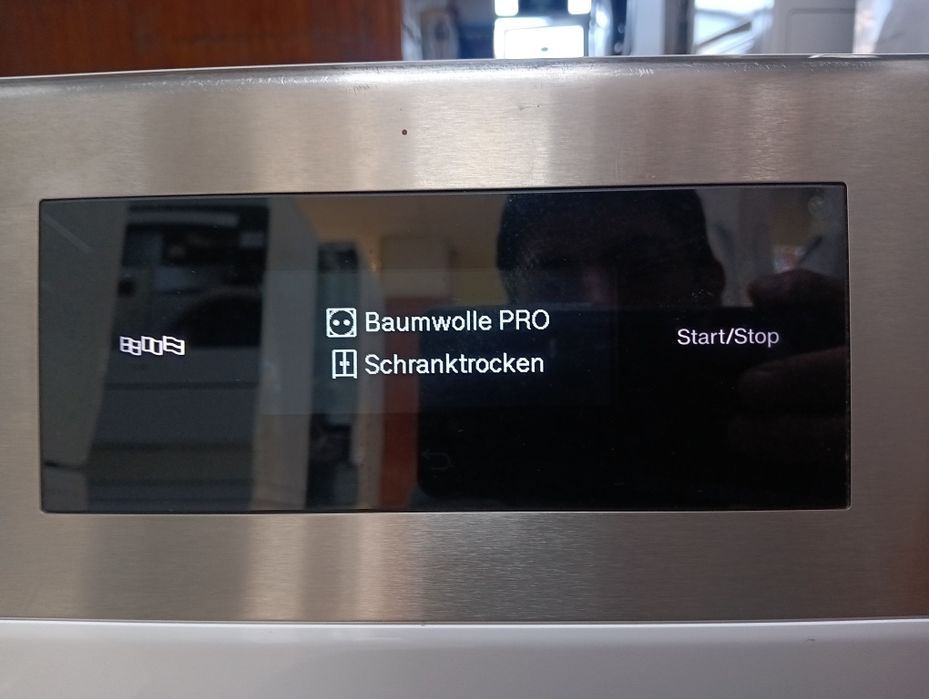 Baumwolle PRO
Schranktrocken
Start/Stop